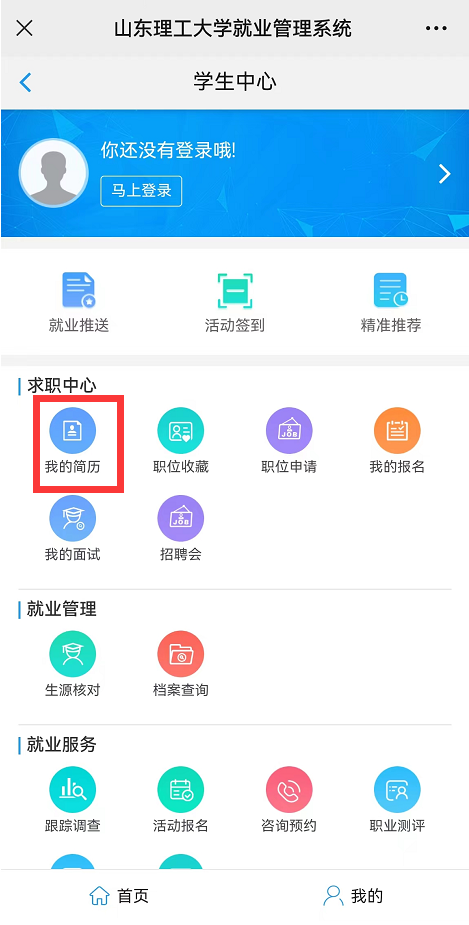 山东理工大学就业管理系统
学生中心
你还没有登录哦!
马上登录
就业推送 活动签到 精准推荐
求职中心
我的简历 职位收藏 职位申请 我的报名
我的面试 招聘会
就业管理
生源核对 档案查询
就业服务
跟踪调查 活动报名 咨询预约 职业测评
首页 我的